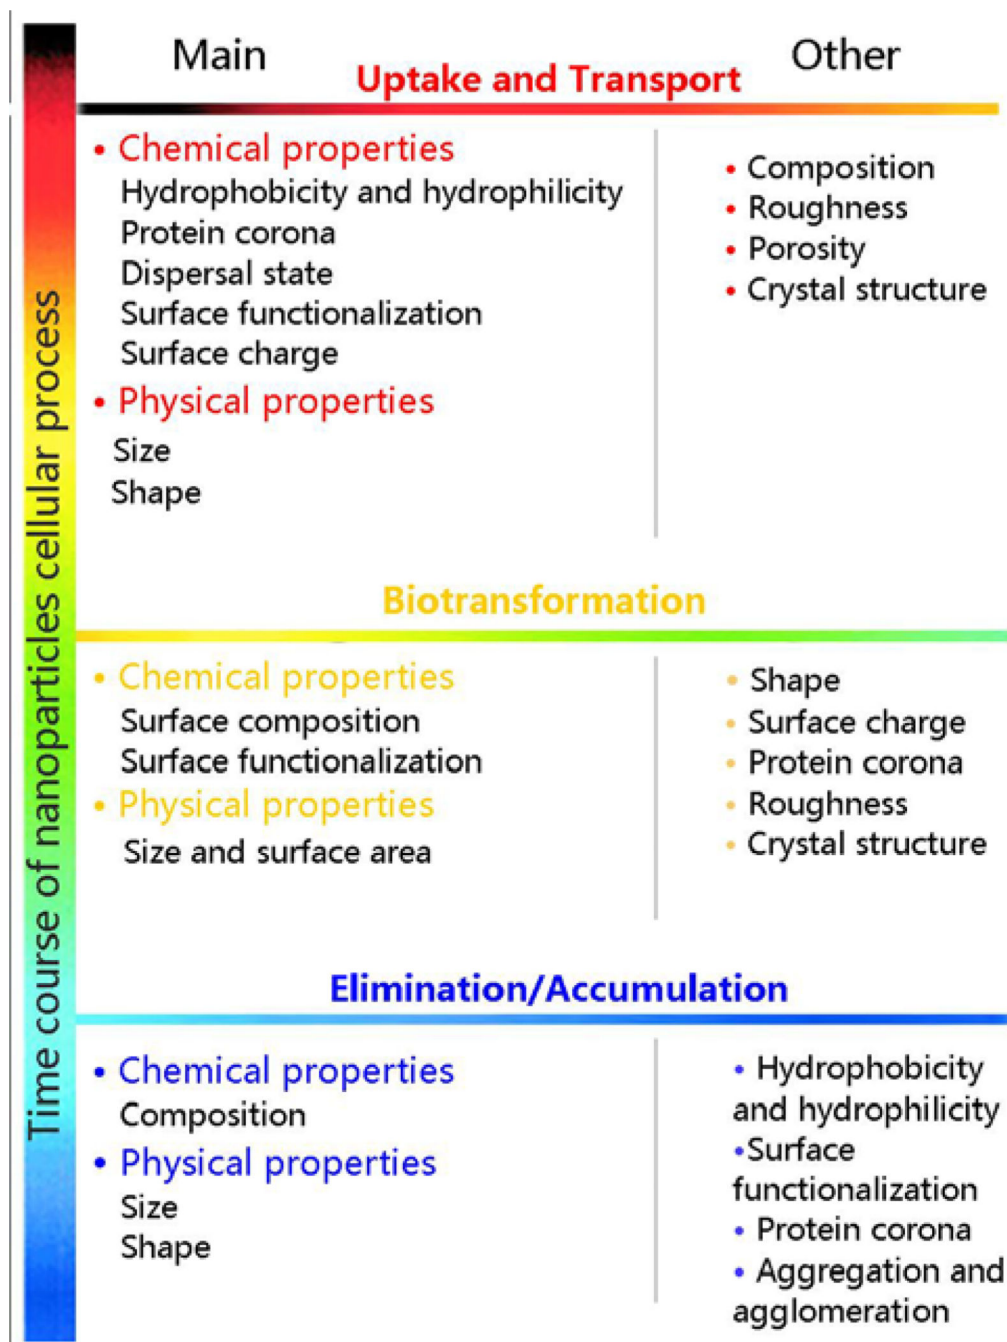 Main
Other
Uptake and Transport
• Chemical properties
Hydrophobicity and hydrophilicity
Protein corona
Dispersal state
Surface functionalization
Surface charge
• Physical properties
Size
Shape
• Composition
• Roughness
• Porosity
• Crystal structure
Biotransformation
• Chemical properties
Surface composition
Surface functionalization
• Physical properties
Size and surface area
• Shape
• Surface charge
• Protein corona
• Roughness
• Crystal structure
Elimination/Accumulation
• Chemical properties
Composition
• Physical properties
Size
Shape
• Hydrophobicity
and hydrophilicity
•Surface
functionalization
• Protein corona
• Aggregation and
agglomeration
Time course of nanoparticles cellular process